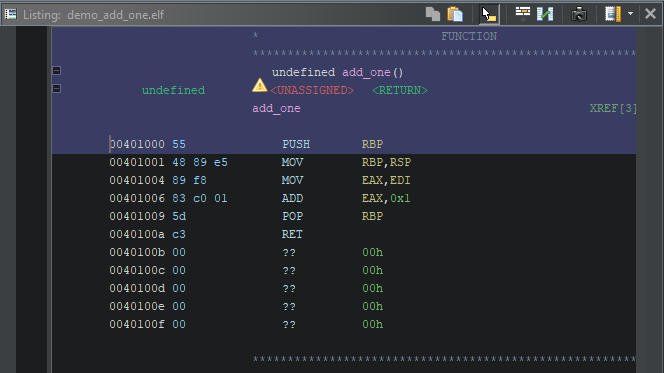 Listing: demo_add_one.elf
* FUNCTION
********************************************************
undefined add_one()
undefined <UNASSIGNED> <RETURN>
add_one XREF[3]
00401000 55 PUSH RBP
00401001 48 89 e5 MOV RBP,RSP
00401004 89 f8 MOV EAX,EDI
00401006 83 c0 01 ADD EAX,0x1
00401009 5d POP RBP
0040100a c3 RET
0040100b 00 ?? 00h
0040100c 00 ?? 00h
0040100d 00 ?? 00h
0040100e 00 ?? 00h
0040100f 00 ?? 00h
********************************************************